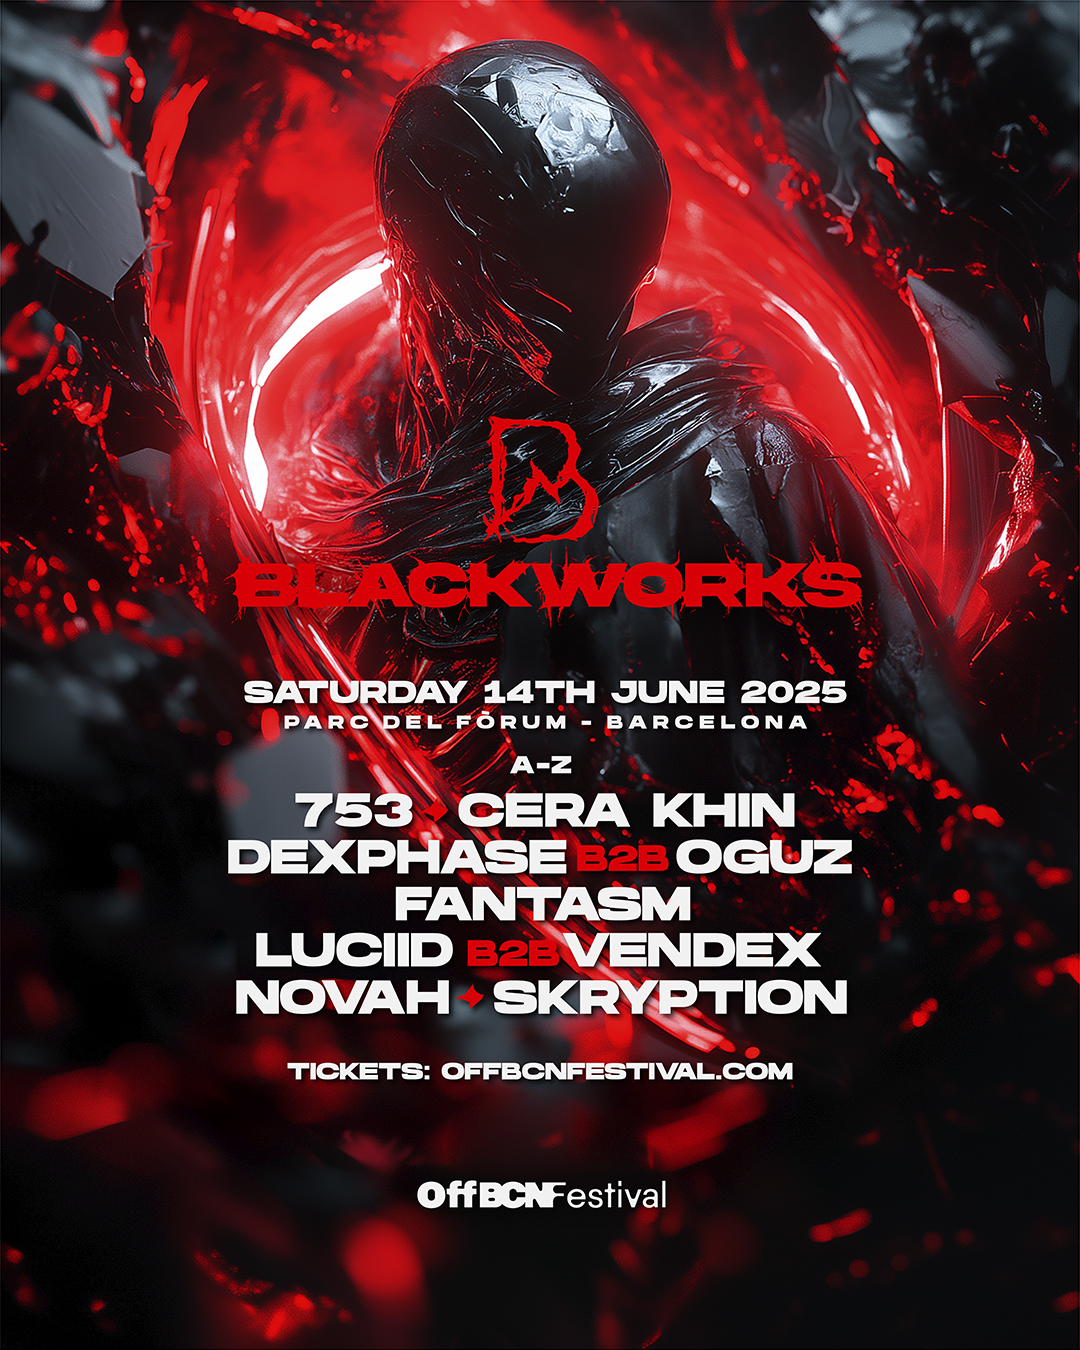 B
BLACKWORKS
SATURDAY 14TH JUNE 2025
PARC DEL FÒRUM - BARCELONA
A-Z
753 ✦ CERA KHIN
DEXPHASE B2B OGUZ
FANTASM
LUCIID B2B VENDEX
NOVAH ✦ SKRYPTION
TICKETS: OFFBCNFESTIVAL.COM
OffBCNFestival